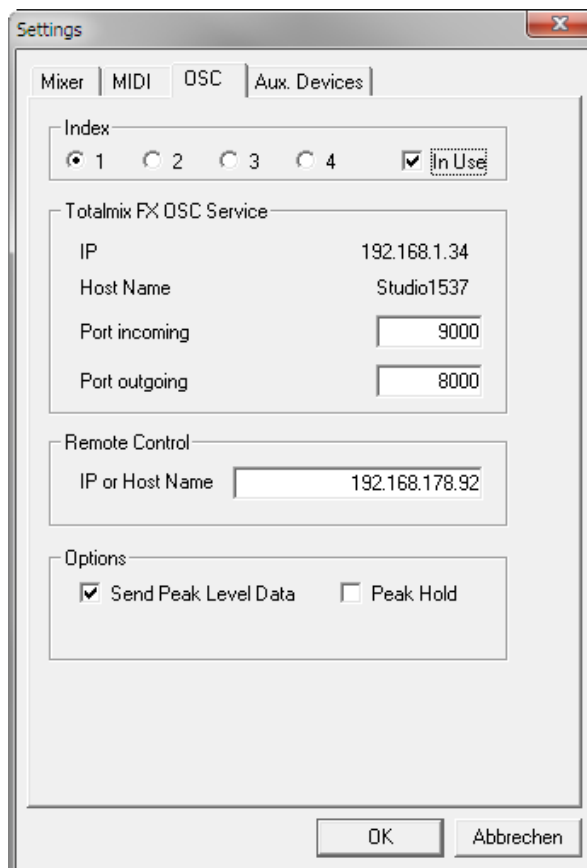 Settings
Mixer MIDI OSC Aux. Devices
Index
1 2 3 4 In Use
Totalmix FX OSC Service
IP 192.168.1.34
Host Name Studio1537
Port incoming 9000
Port outgoing 8000
Remote Control
IP or Host Name 192.168.178.92
Options
Send Peak Level Data Peak Hold
OK Abbrechen